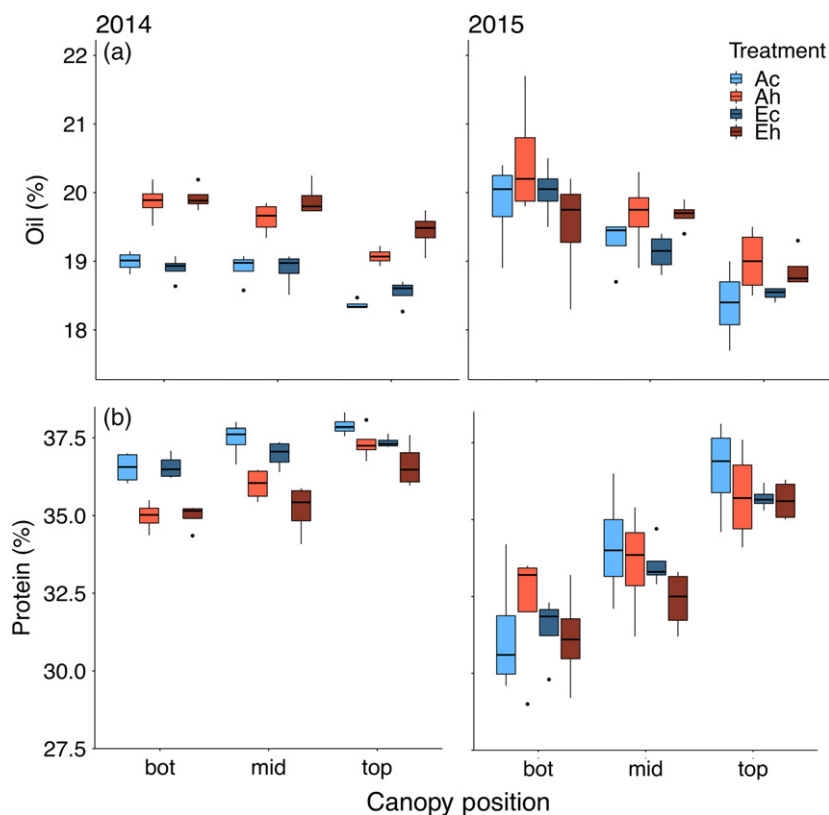 2014
2015
(a)
Treatment
Ac
Ah
Ec
Eh
22
21
20
19
18
Oil (%)
(b)
37.5
35.0
32.5
30.0
27.5
Protein (%)
bot mid top
bot mid top
Canopy position